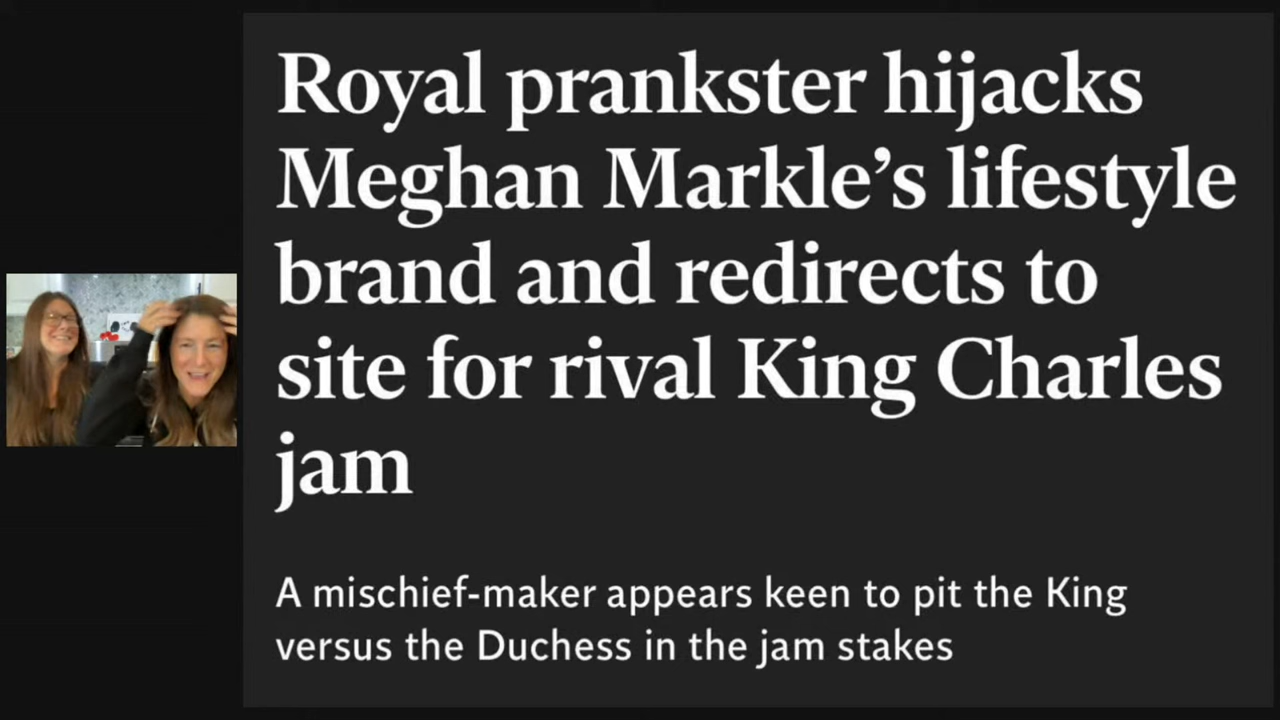 Royal prankster hijacks
Meghan Markle’s lifestyle
brand and redirects to
site for rival King Charles
jam
A mischief-maker appears keen to pit the King
versus the Duchess in the jam stakes